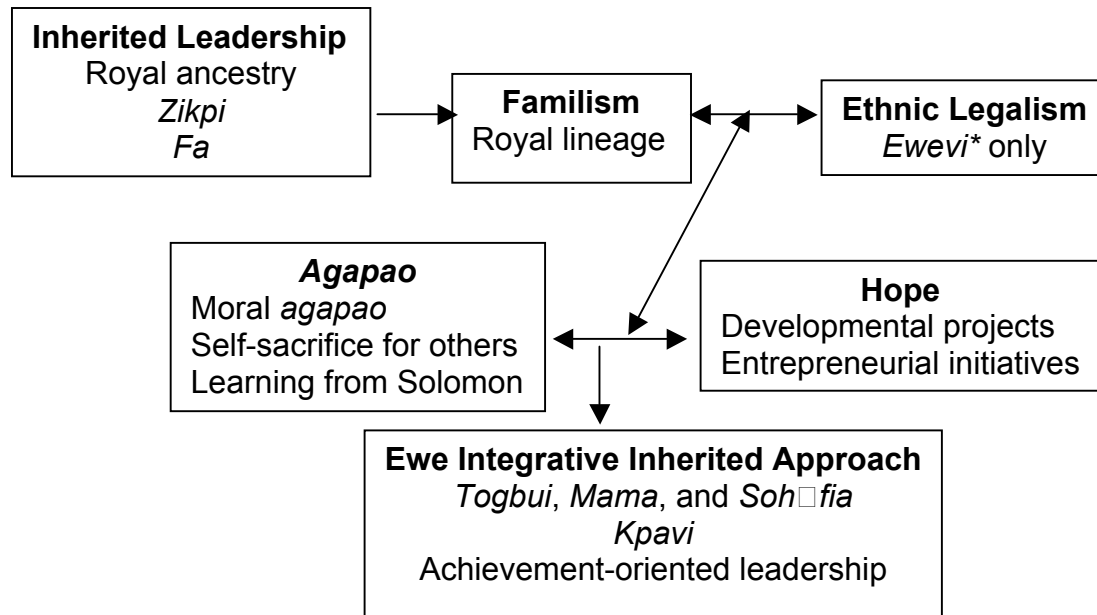 Inherited Leadership
Royal ancestry
Zikpi
Fa
Familism
Royal lineage
Ethnic Legalism
Ewevi* only
Agapao
Moral agapao
Self-sacrifice for others
Learning from Solomon
Hope
Developmental projects
Entrepreneurial initiatives
Ewe Integrative Inherited Approach
Togbui, Mama, and Soh□fia
Kpavi
Achievement-oriented leadership